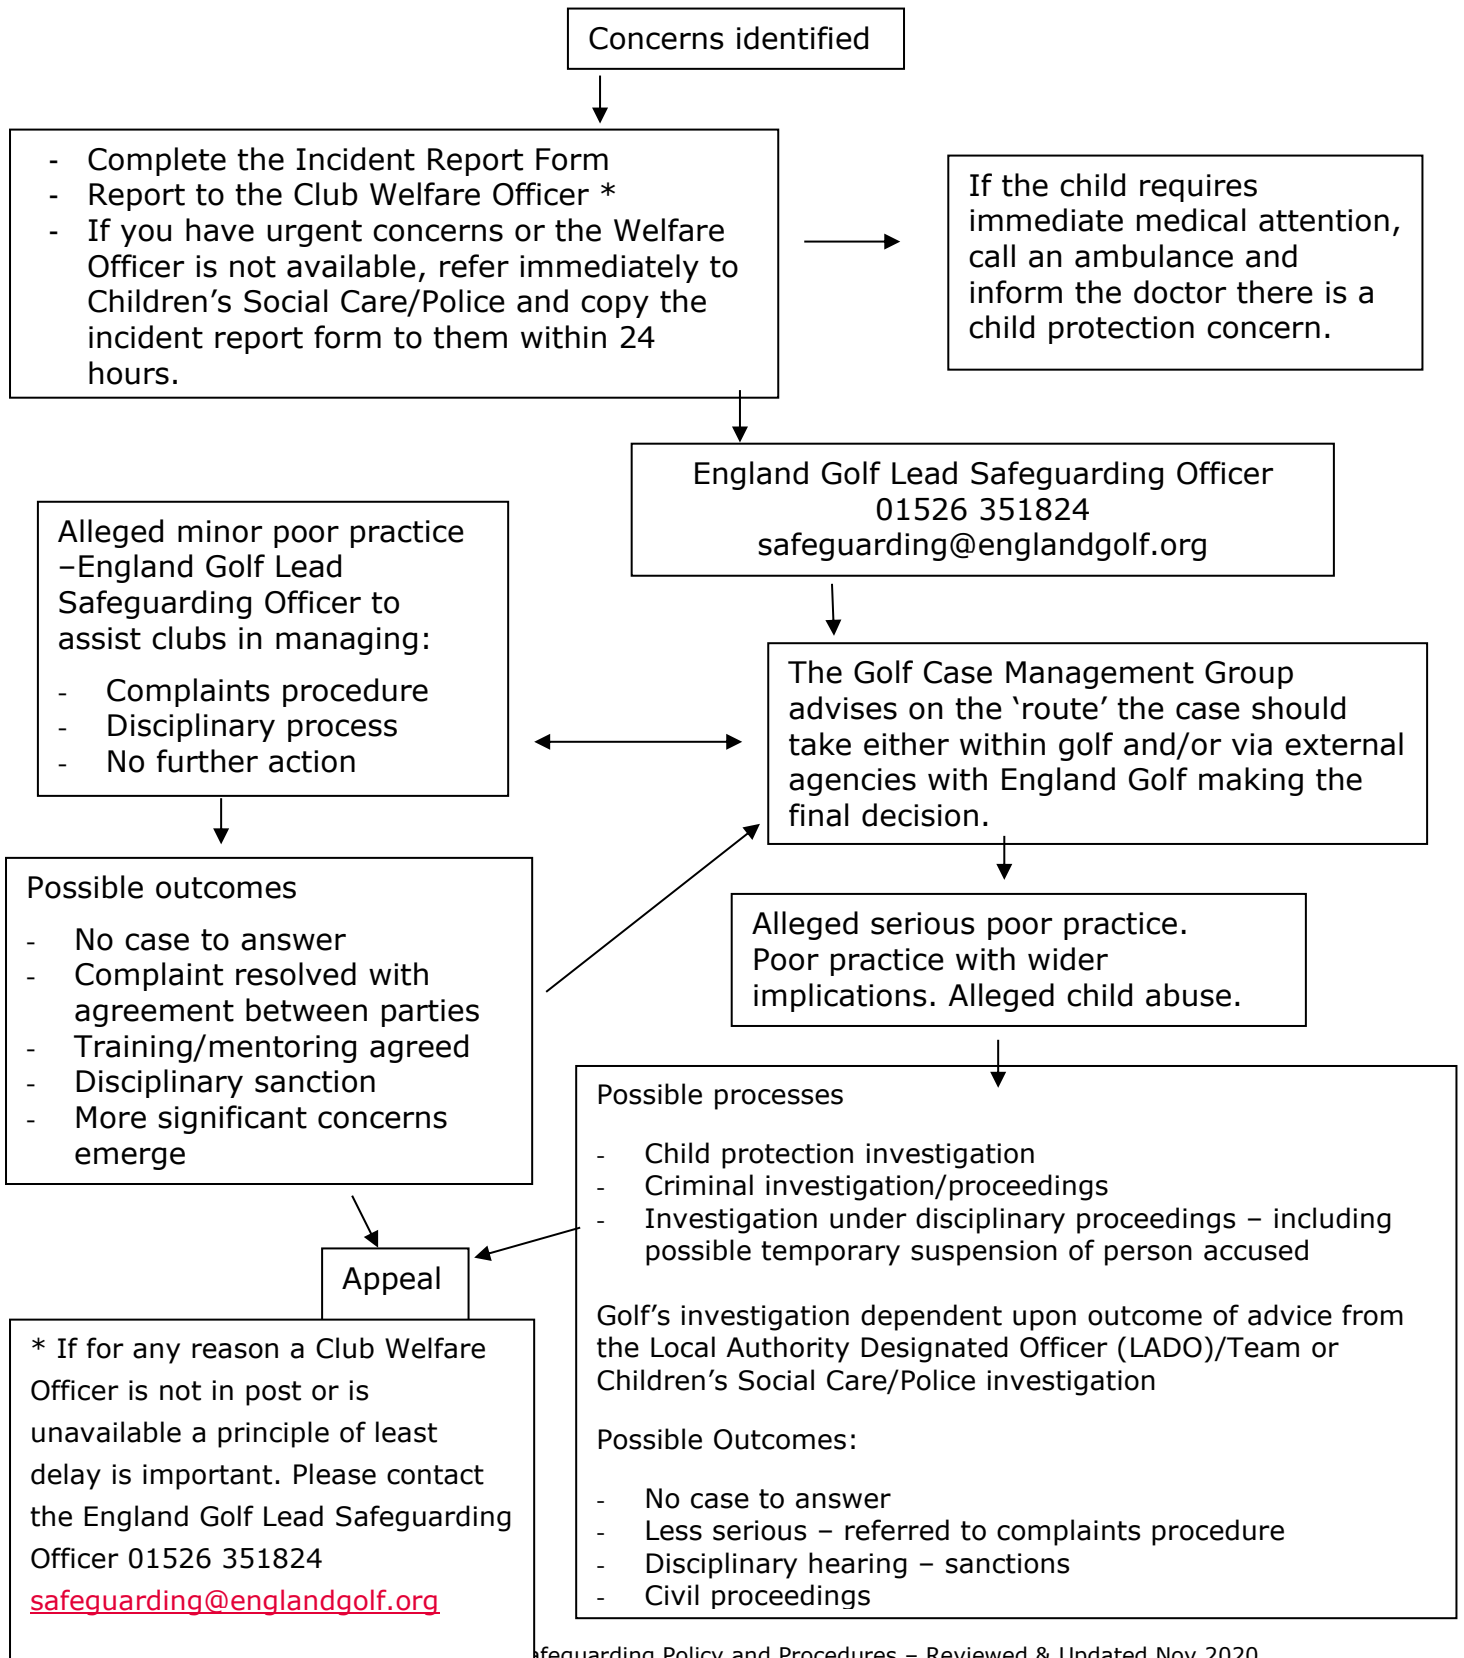 Concerns identified
- Complete the Incident Report Form
- Report to the Club Welfare Officer *
- If you have urgent concerns or the Welfare
Officer is not available, refer immediately to
Children’s Social Care/Police and copy the
incident report form to them within 24
hours.
If the child requires
immediate medical attention,
call an ambulance and
inform the doctor there is a
child protection concern.
England Golf Lead Safeguarding Officer
01526 351824
safeguarding@englandgolf.org
Alleged minor poor practice
–England Golf Lead
Safeguarding Officer to
assist clubs in managing:
- Complaints procedure
- Disciplinary process
- No further action
The Golf Case Management Group
advises on the ‘route’ the case should
take either within golf and/or via external
agencies with England Golf making the
final decision.
Possible outcomes
- No case to answer
- Complaint resolved with
agreement between parties
- Training/mentoring agreed
- Disciplinary sanction
- More significant concerns
emerge
Alleged serious poor practice.
Poor practice with wider
implications. Alleged child abuse.
Possible processes
- Child protection investigation
- Criminal investigation/proceedings
- Investigation under disciplinary proceedings – including
possible temporary suspension of person accused
Golf’s investigation dependent upon outcome of advice from
the Local Authority Designated Officer (LADO)/Team or
Children’s Social Care/Police investigation
Possible Outcomes:
- No case to answer
- Less serious – referred to complaints procedure
- Disciplinary hearing – sanctions
- Civil proceedings
Appeal
* If for any reason a Club Welfare
Officer is not in post or is
unavailable a principle of least
delay is important. Please contact
the England Golf Lead Safeguarding
Officer 01526 351824
safeguarding@englandgolf.org
afeguarding Policy and Procedures – Reviewed & Updated Nov 2020